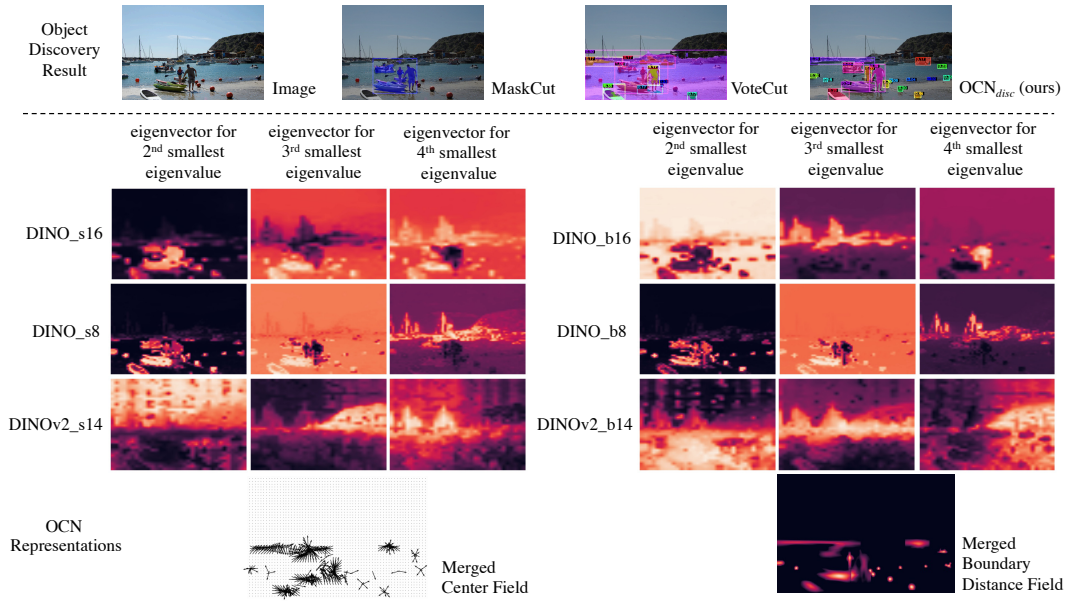 Object
Discovery
Result
Image
MaskCut
VoteCut
OCN_disc (ours)
eigenvector for
2nd smallest
eigenvalue
eigenvector for
3rd smallest
eigenvalue
eigenvector for
4th smallest
eigenvalue
eigenvector for
2nd smallest
eigenvalue
eigenvector for
3rd smallest
eigenvalue
eigenvector for
4th smallest
eigenvalue
DINO_s16
DINO_b16
DINO_s8
DINO_b8
DINOv2_s14
DINOv2_b14
OCN
Representations
Merged
Center Field
Merged
Boundary
Distance Field